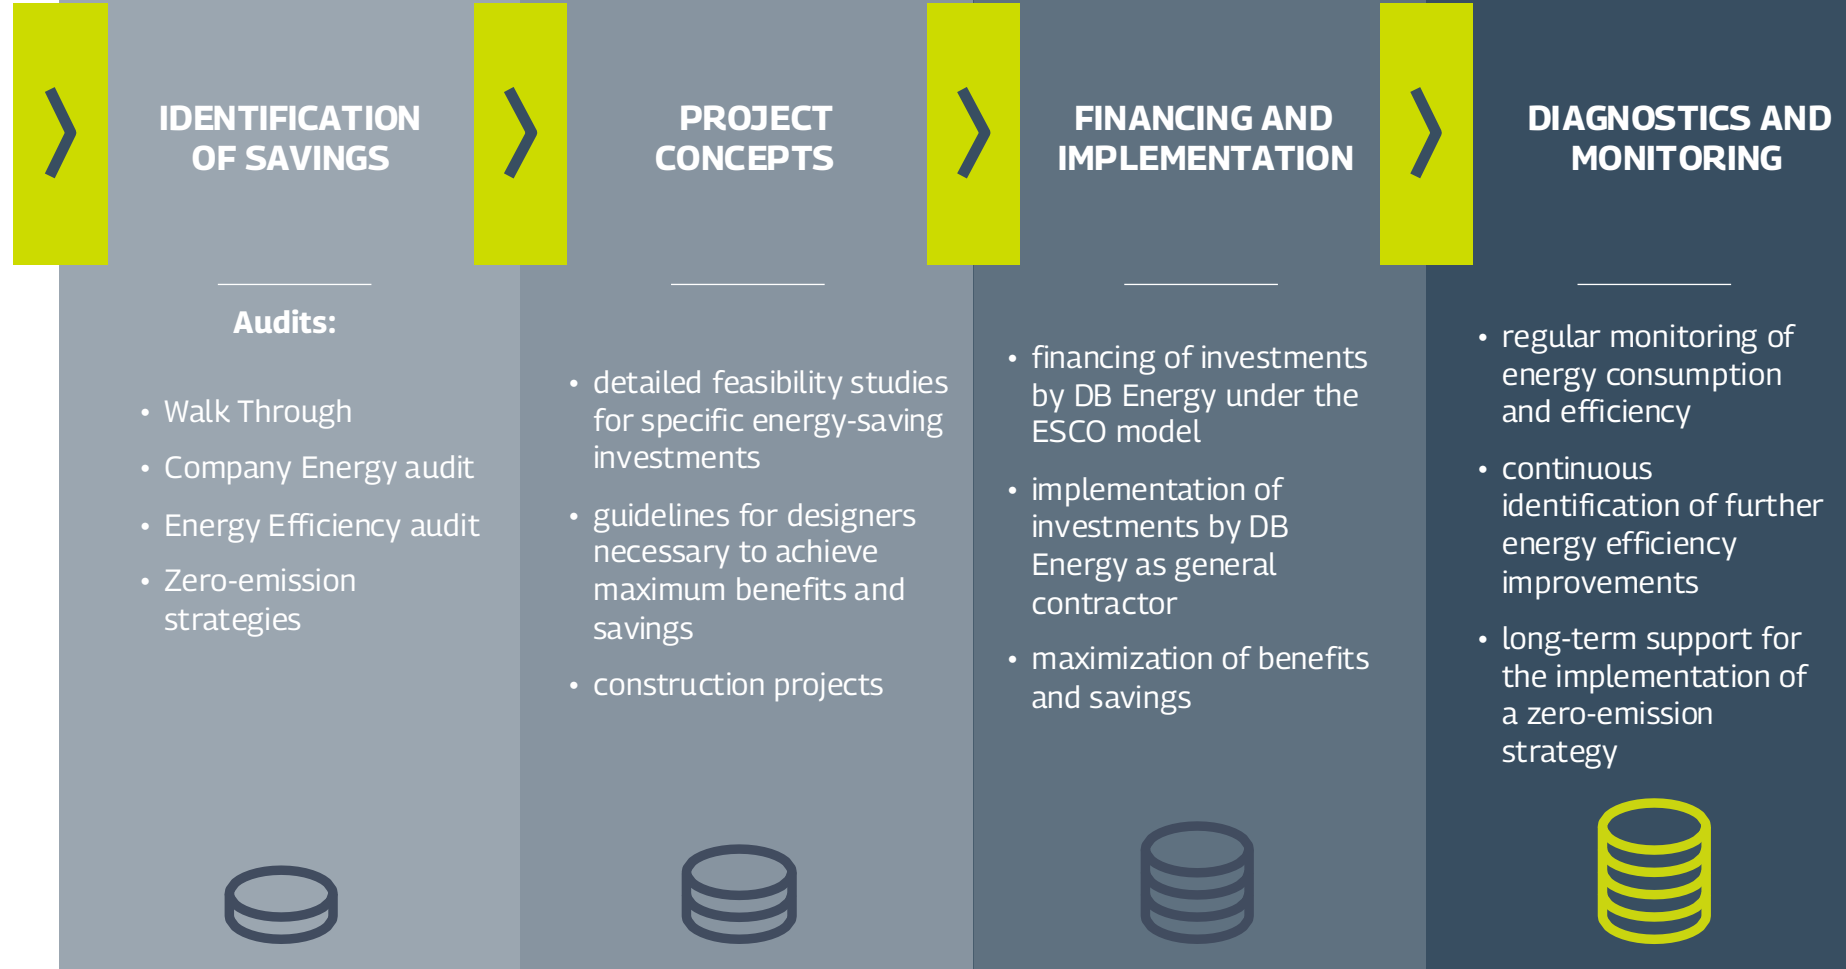 IDENTIFICATION
OF SAVINGS
Audits:
• Walk Through
• Company Energy audit
• Energy Efficiency audit
• Zero-emission
strategies
PROJECT
CONCEPTS
• detailed feasibility studies
for specific energy-saving
investments
• guidelines for designers
necessary to achieve
maximum benefits and
savings
• construction projects
FINANCING AND
IMPLEMENTATION
• financing of investments
by DB Energy under the
ESCO model
• implementation of
investments by DB
Energy as general
contractor
• maximization of benefits
and savings
DIAGNOSTICS AND
MONITORING
• regular monitoring of
energy consumption
and efficiency
• continuous
identification of further
energy efficiency
improvements
• long-term support for
the implementation of
a zero-emission
strategy